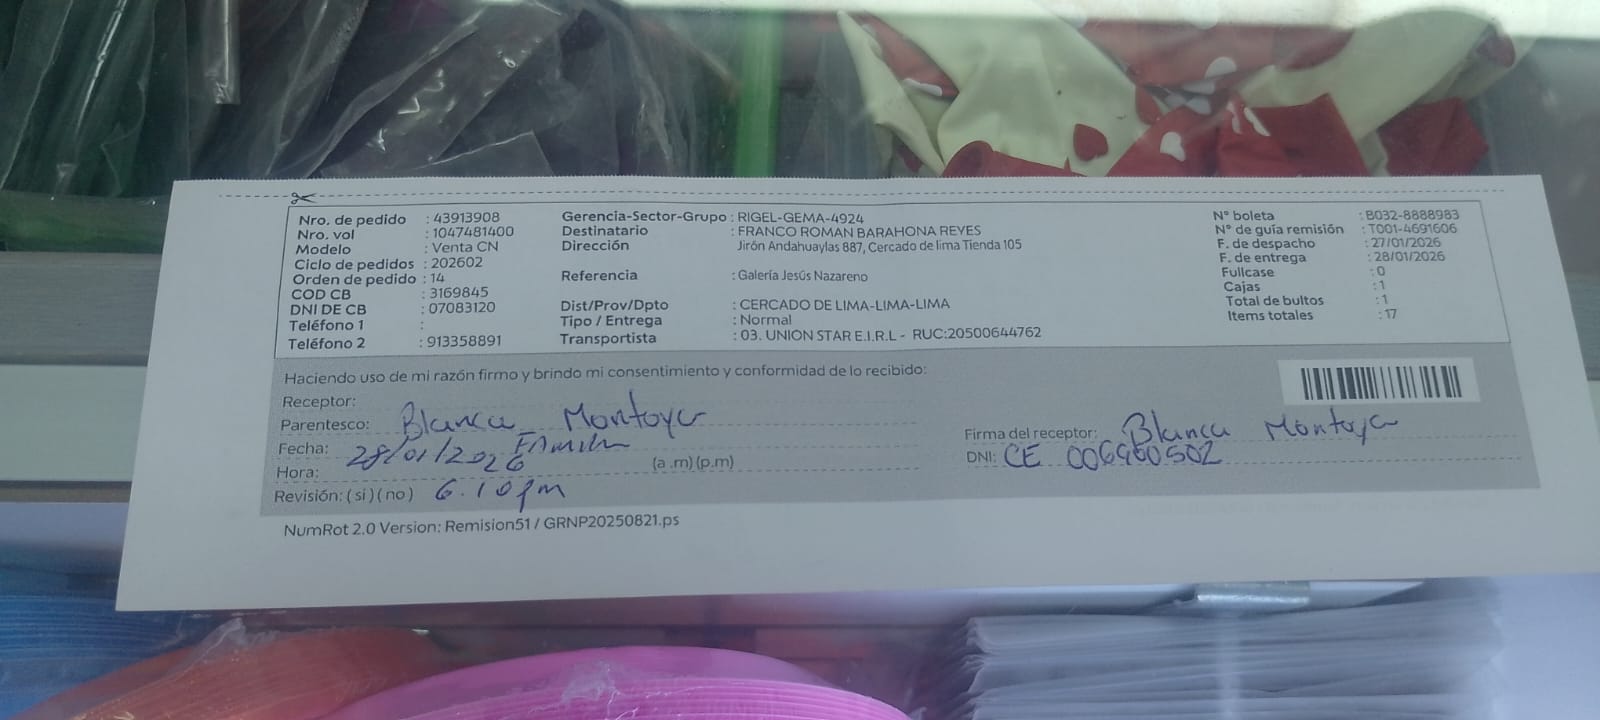 Nro. de pedido : 43913908
Nro. vol : 1047481400
Modelo : Venta CN
Ciclo de pedidos : 202602
Orden de pedido : 14
COD CB : 3169845
DNI DE CB : 07083120
Teléfono 1 :
Teléfono 2 : 913358891
Gerencia-Sector-Grupo : RIGEL-GEMA-4924
Destinatario : FRANCO ROMAN BARAHONA REYES
Dirección Jirón Andahuaylas 887, Cercado de lima Tienda 105
Referencia : Galería Jesús Nazareno
Dist/Prov/Dpto : CERCADO DE LIMA-LIMA-LIMA
Tipo / Entrega : Normal
Transportista : 03. UNION STAR E.I.R.L - RUC:20500644762
N° boleta : B032-8888983
N° de guía remisión : T001-4691606
F. de despacho : 27/01/2026
F. de entrega : 28/01/2026
Fullcase : 0
Cajas : 1
Total de bultos : 1
Items totales : 17
Haciendo uso de mi razón firmo y brindo mi consentimiento y conformidad de lo recibido:
Receptor:
Parentesco: Blanca Montoya
Fecha: 28/01/2026
Hora: (a .m) (p.m)
Revisión: ( si ) ( no ) 6.10pm
Firma del receptor: Blanca Montoya
DNI: CE 006960502
NumRot 2.0 Version: Remision51 / GRNP20250821.ps